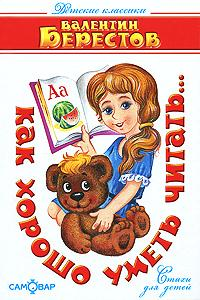 Детские классики
ВАЛЕНТИН
БЕРЕСТОВ
Аа
КАК ХОРОШО УМЕТЬ ЧИТАТЬ...
САМОВАР
Стихи
для детей